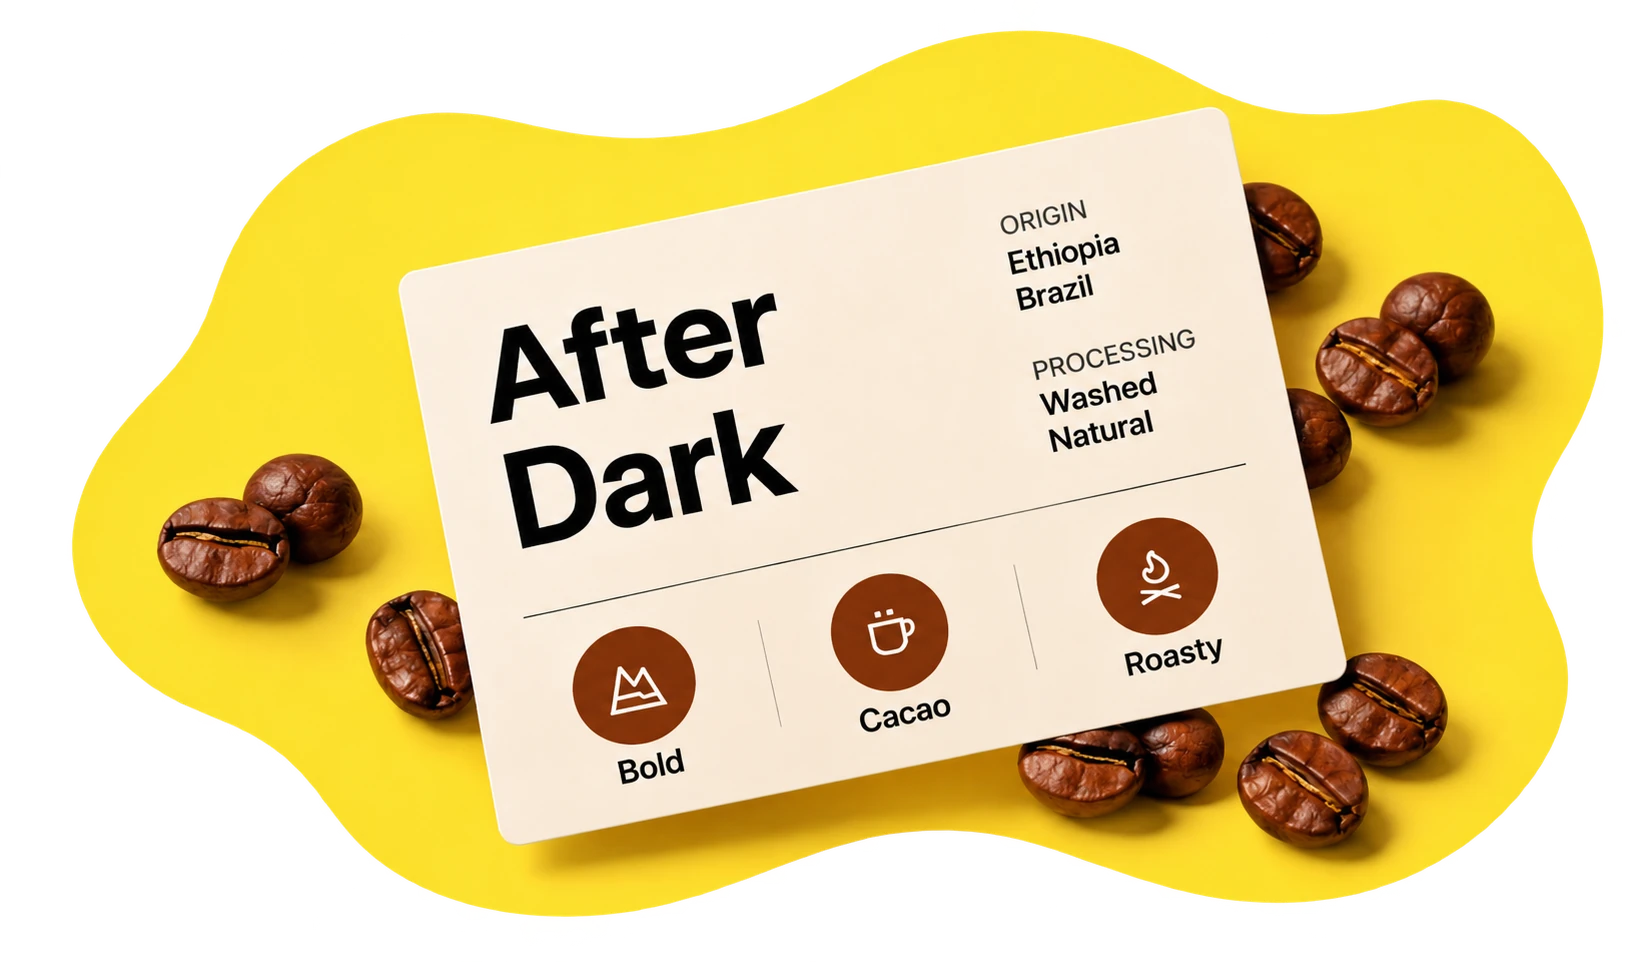 After
Dark
ORIGIN
Ethiopia
Brazil
PROCESSING
Washed
Natural
Bold
Cacao
Roasty